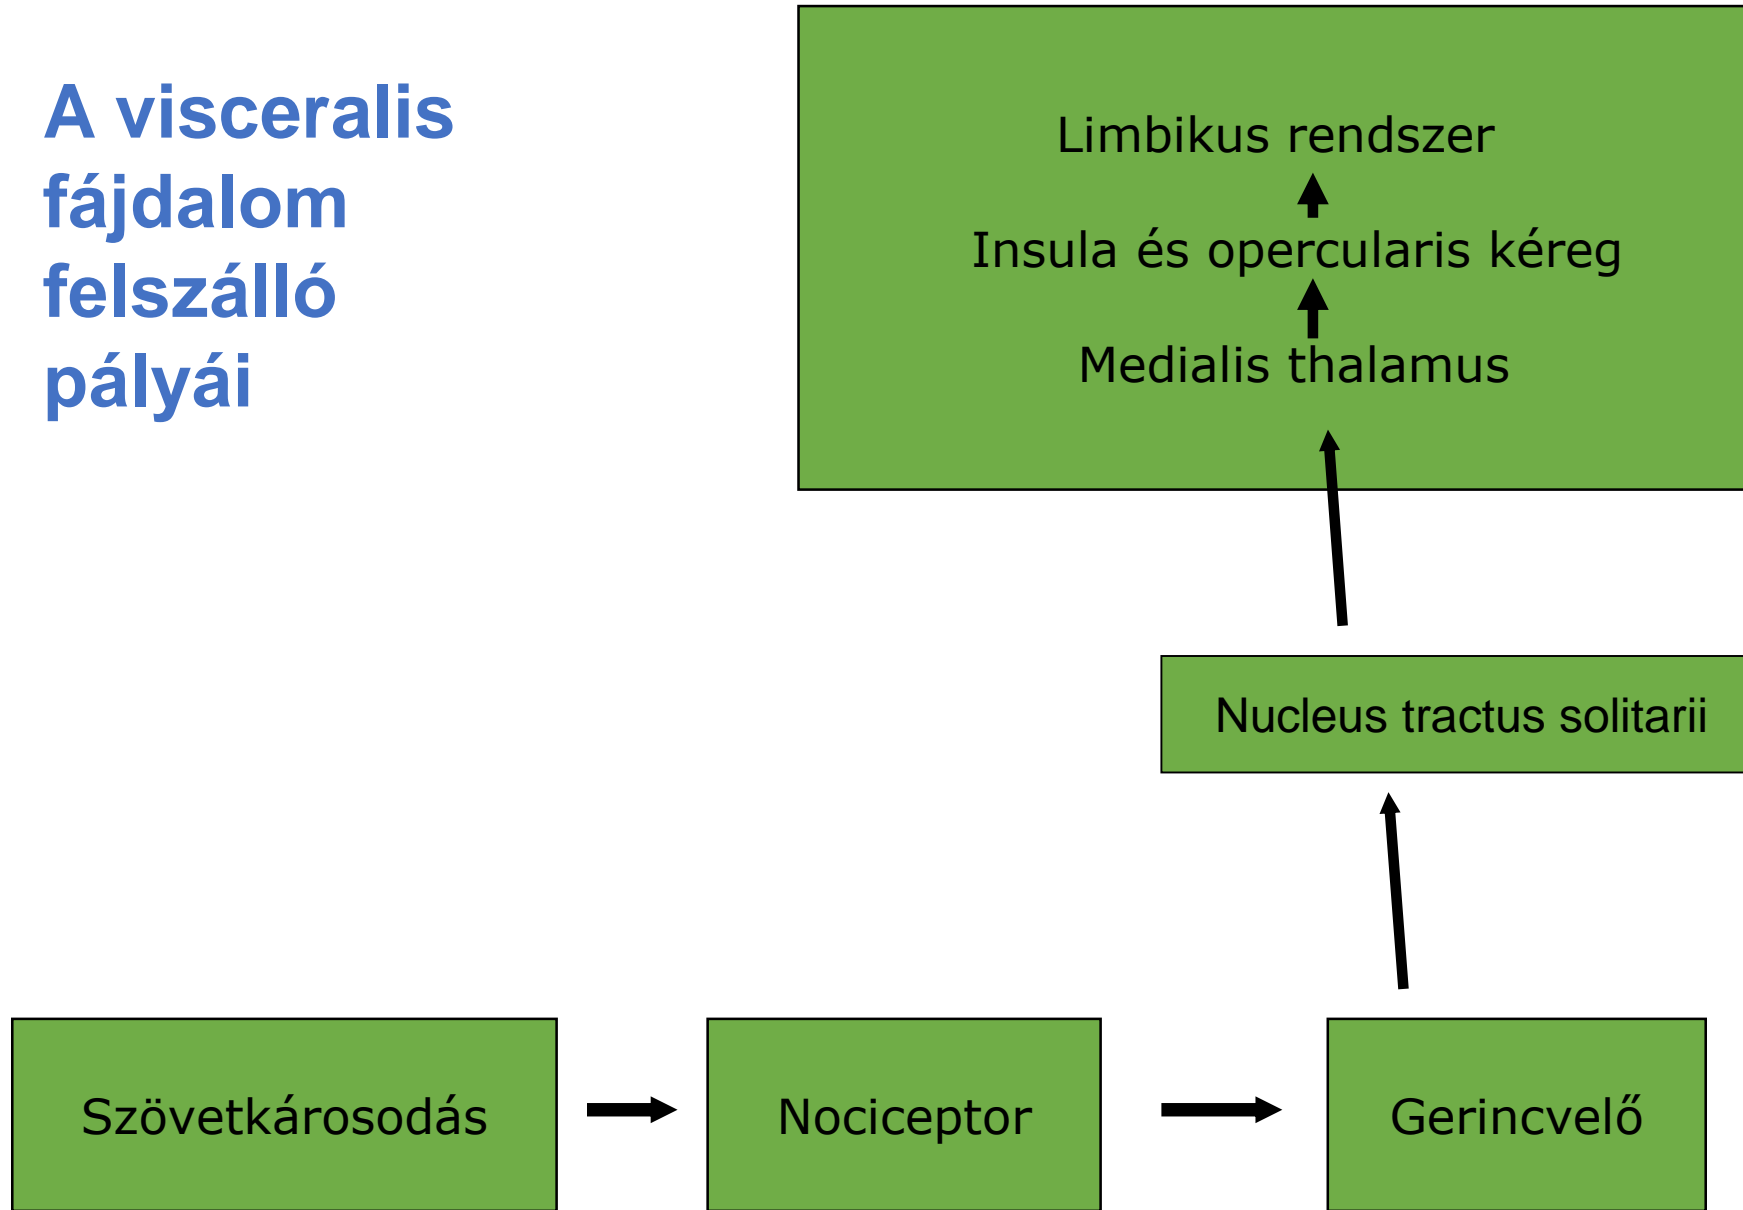 A visceralis
fájdalom
felszálló
pályái
Limbikus rendszer
Insula és opercularis kéreg
Medialis thalamus
Nucleus tractus solitarii
Szövetkárosodás
Nociceptor
Gerincvelő